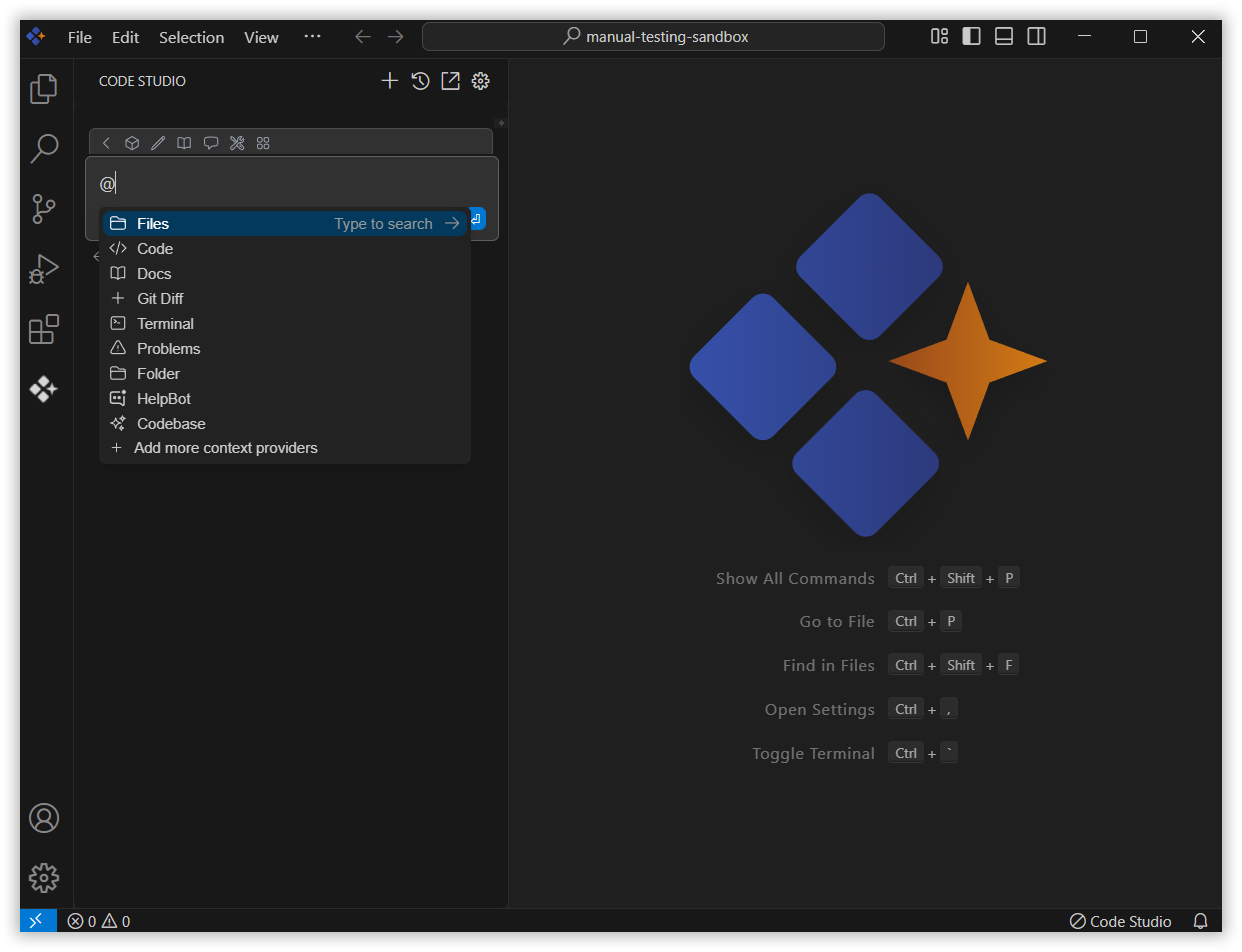 File Edit Selection View ··· manual-testing-sandbox
CODE STUDIO
@
Files Type to search →
Code
Docs
Git Diff
Terminal
Problems
Folder
HelpBot
Codebase
+ Add more context providers
Show All Commands Ctrl + Shift + P
Go to File Ctrl + P
Find in Files Ctrl + Shift + F
Open Settings Ctrl + ,
Toggle Terminal Ctrl + `
0 0 Code Studio